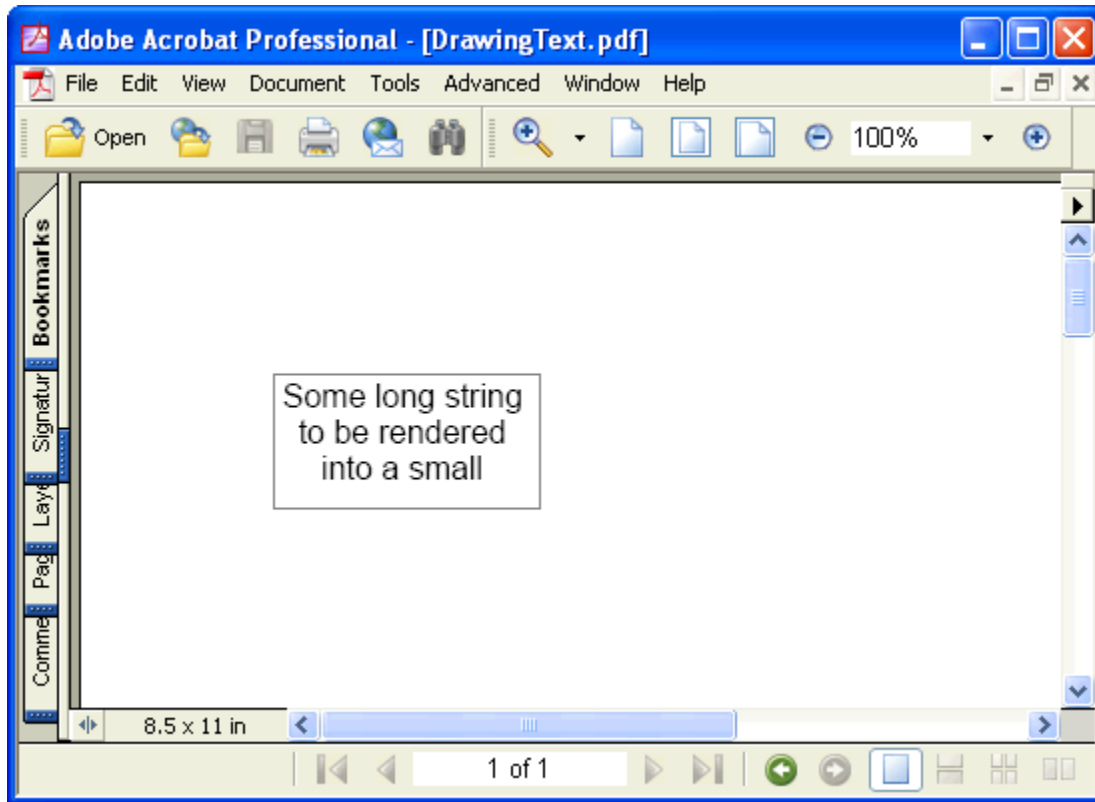 Adobe Acrobat Professional - [DrawingText.pdf]
File Edit View Document Tools Advanced Window Help
Open 100%
Bookmarks
Signatur
Laye
Pag
Comme
Some long string
to be rendered
into a small
8.5 x 11 in
1 of 1